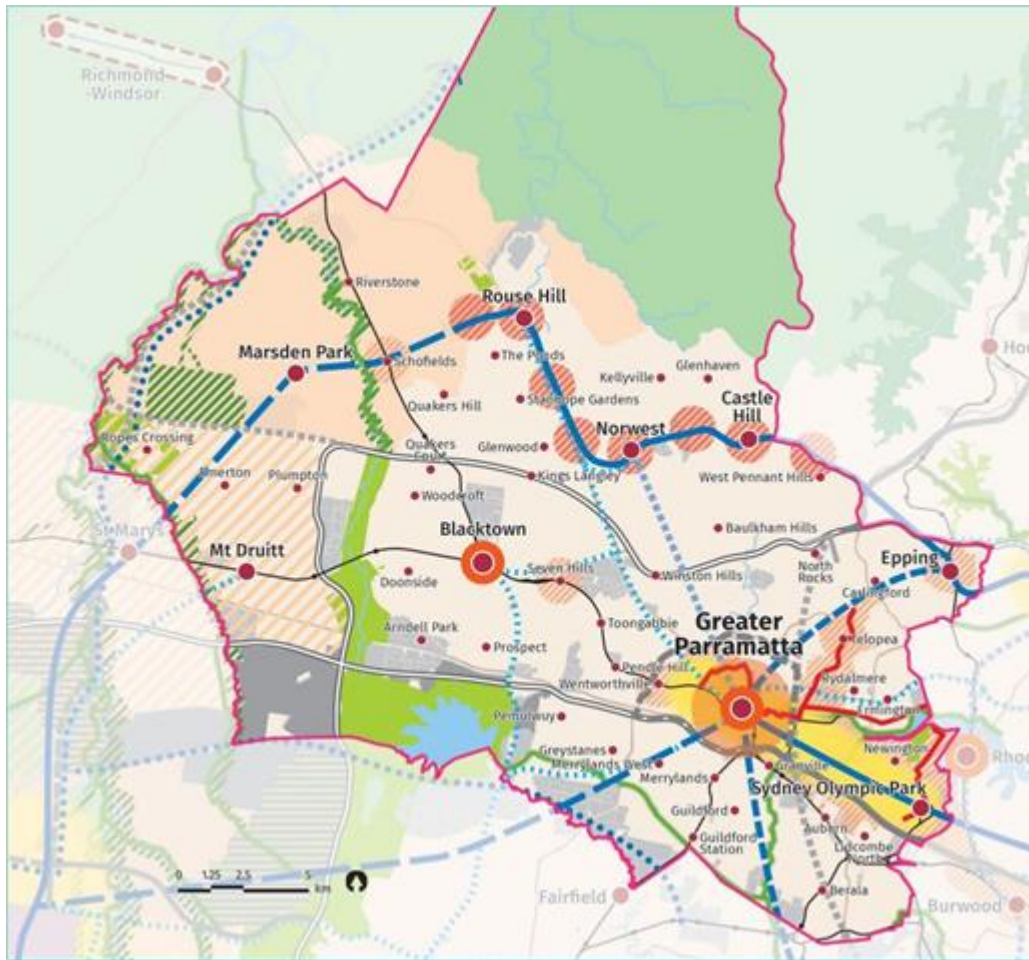 Richmond
-Windsor
Riverstone
Rouse Hill
Marsden Park
Schofields
The Ponds
Glenhaven
Kellyville
Quakers Hill
Stanhope Gardens
Castle
Hill
Norwest
Glenwood
Quakers
Court
Ropes Crossing
Kings Langley
West Pennant Hills
Emerton
Plumpton
Woodcroft
Baulkham Hills
St Marys
Blacktown
Mt Druitt
Doonside
Seven Hills
Winston Hills
North
Rocks
Epping
Carlingford
Toongabbie
Greater
Parramatta
Telopea
Arndell Park
Prospect
Pendle Hill
Wentworthville
Rydalmere
Ermington
Pemulwuy
Greystanes
Merrylands West
Merrylands
Granville
Newington
Sydney Olympic Park
Guildford
Guildford
Station
Auburn
Lidcombe
North
Berala
0 1.25 2.5 5
km
Fairfield
Burwood